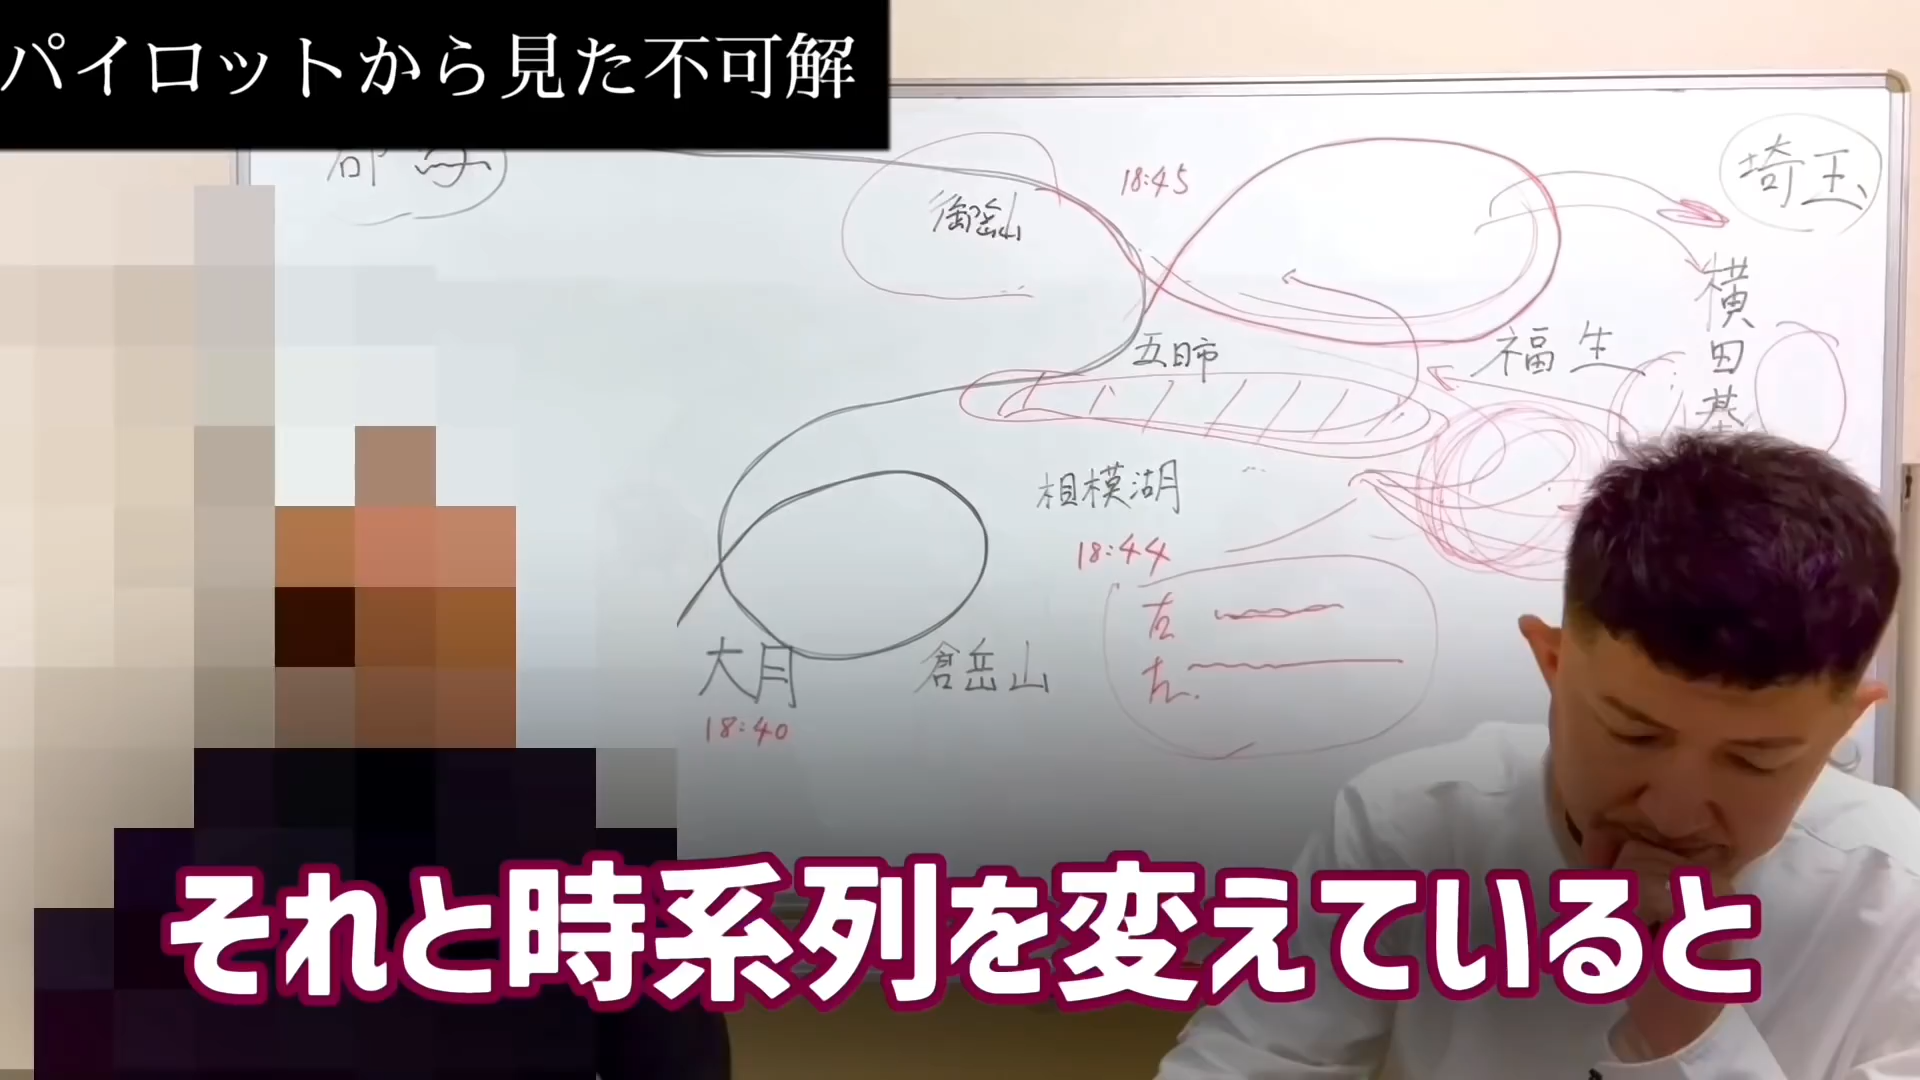 パイロットから見た不可解
埼玉
18:45
御岳山
横田基
五日市
福生
相模湖
18:44
左
右
大月
倉岳山
18:40
それと時系列を変えていると